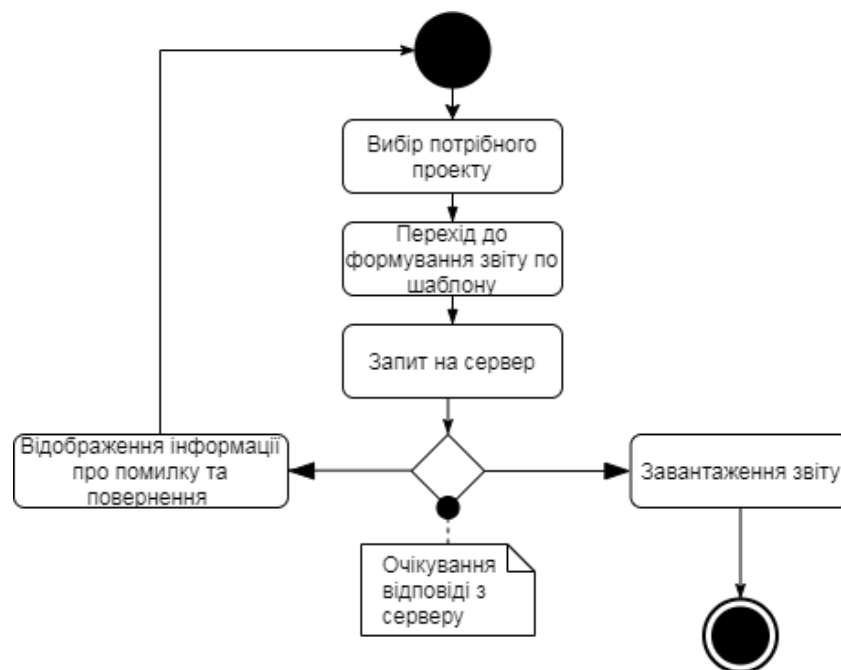 Вибір потрібного
проекту
Перехід до
формування звіту по
шаблону
Запит на сервер
Відображення інформації
про помилку та
повернення
Завантаження звіту
Очікування
відповіді з
серверу